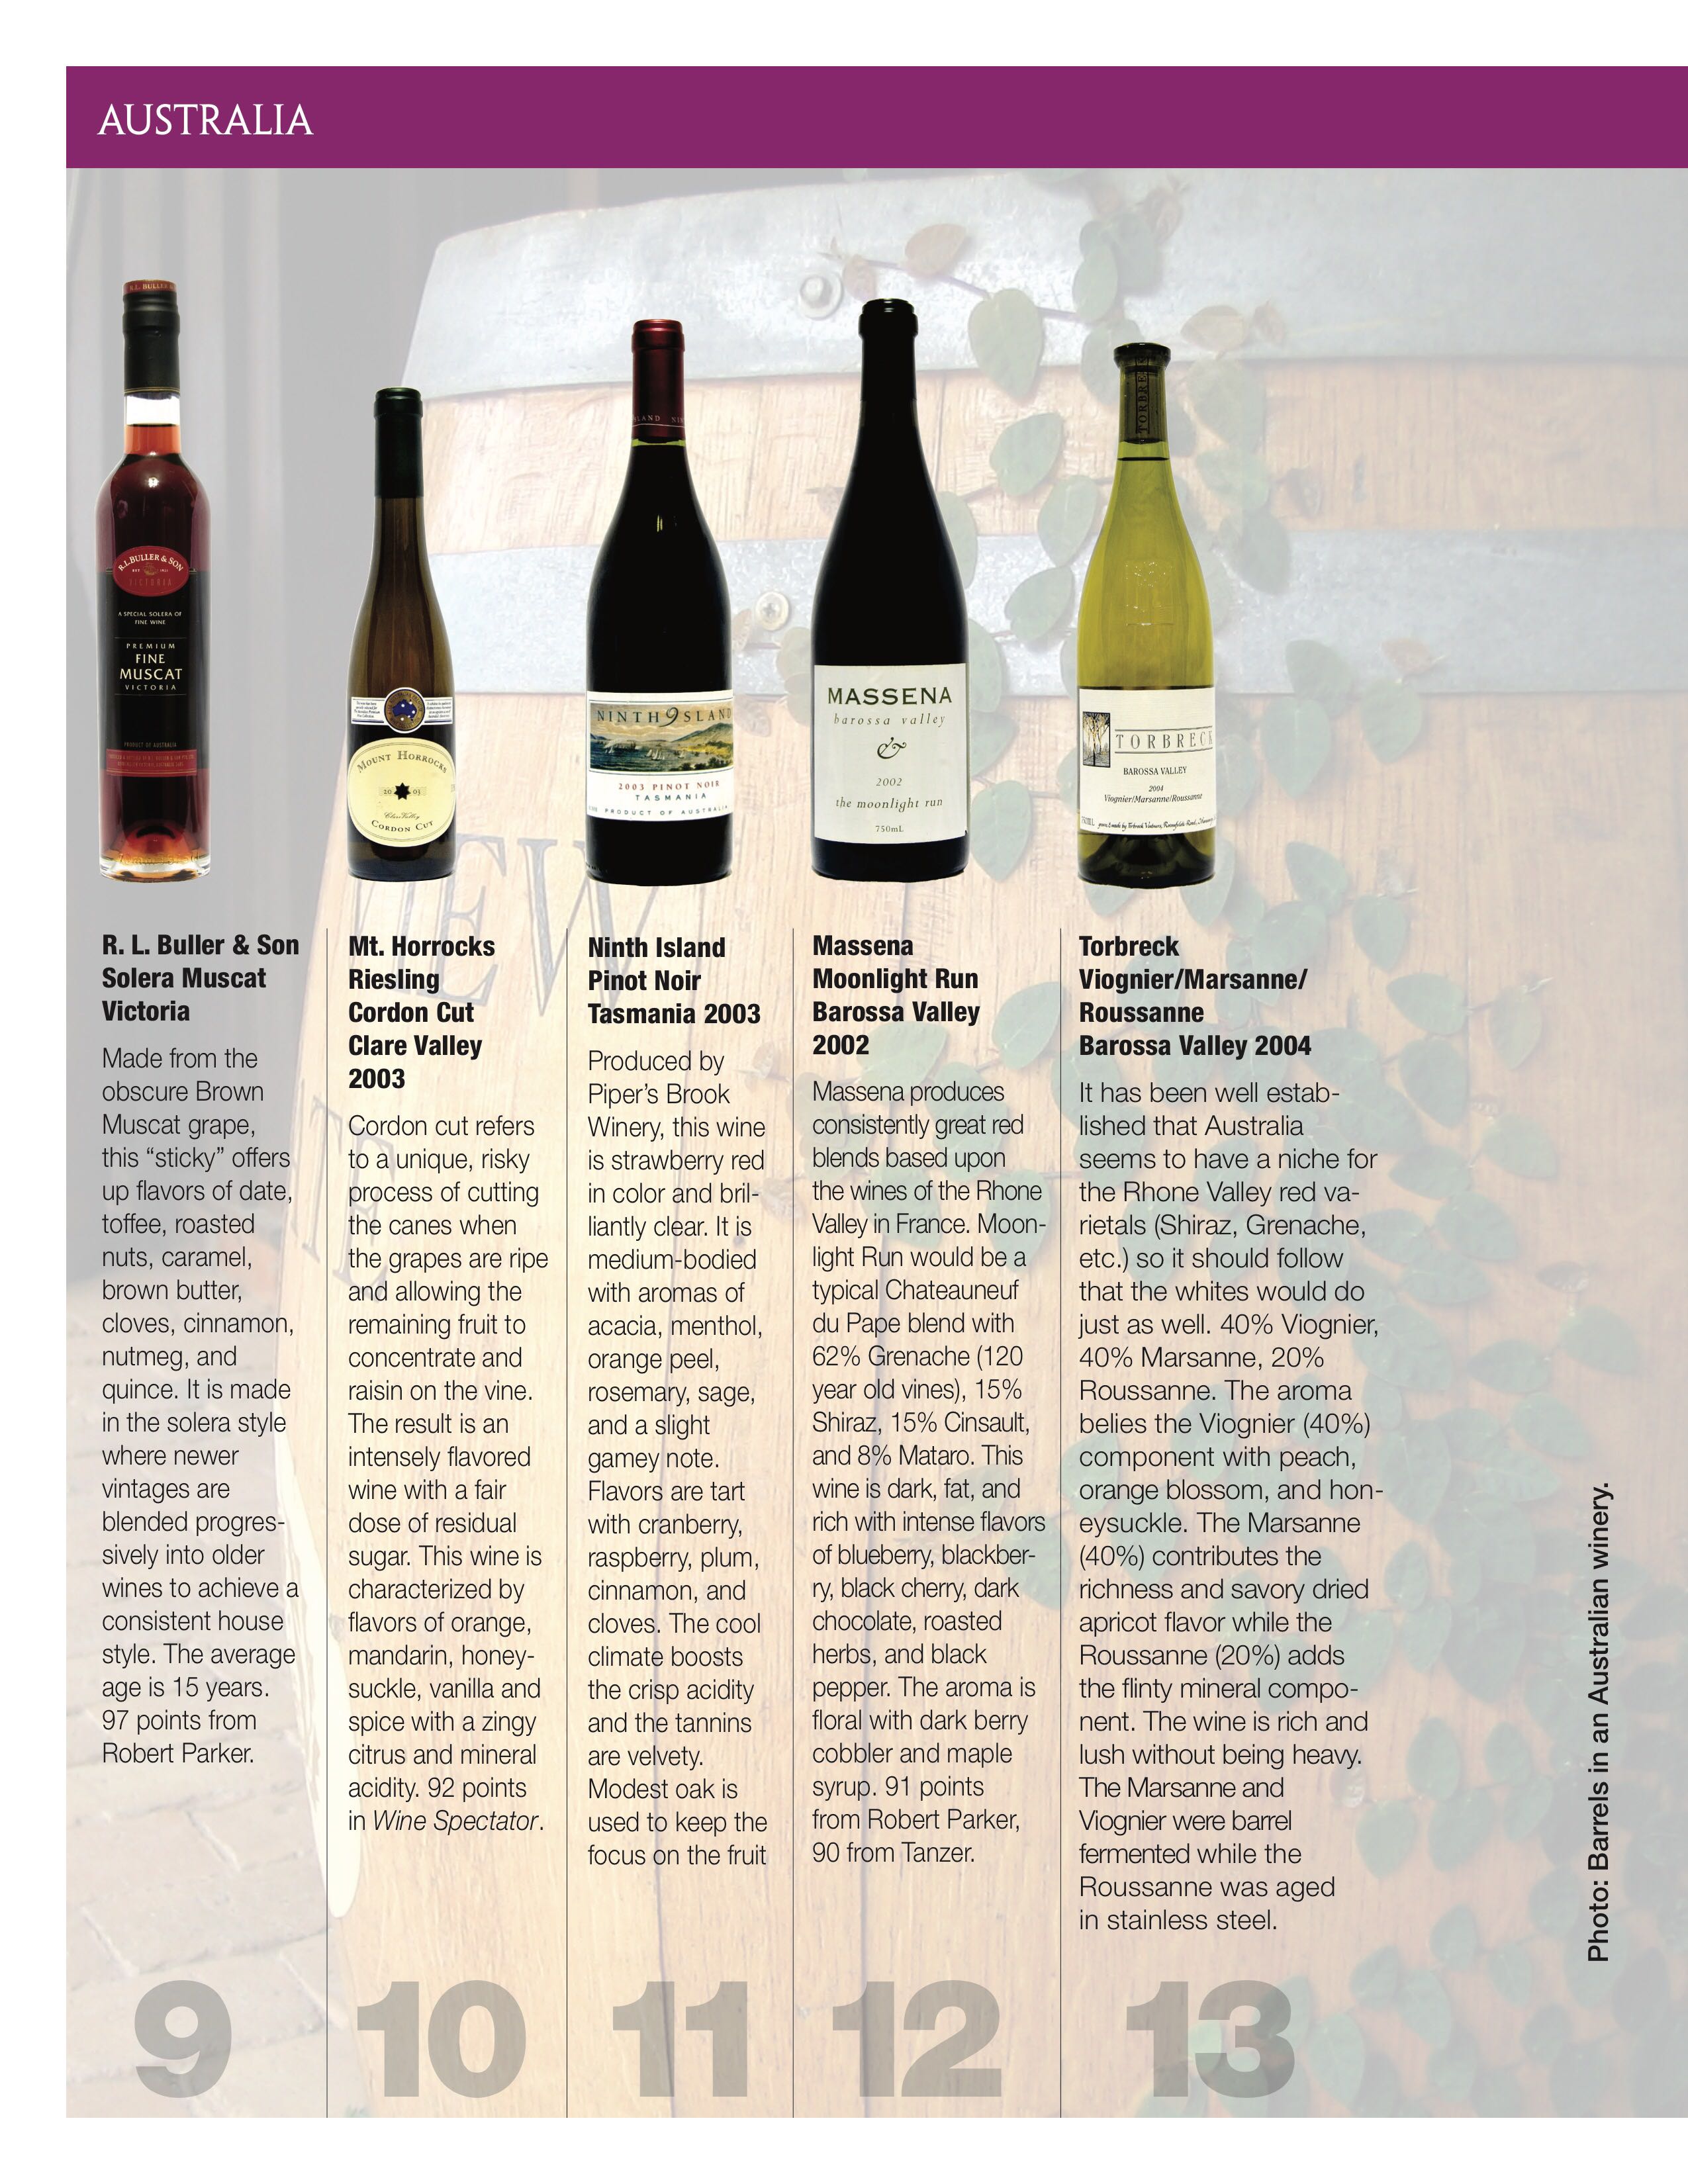 AUSTRALIA
R.L.BULLER & SON
VICTORIA
A SPECIAL SOLERA OF
FINE WINE
PREMIUM
FINE
MUSCAT
VICTORIA
PRODUCT OF AUSTRALIA
MOUNT HORROCKS
20 03
Clare Valley
CORDON CUT
NINTH 9SLAND
2003 PINOT NOIR
TASMANIA
PRODUCT OF AUSTRALIA
MASSENA
barossa valley
&
2002
the moonlight run
750mL
TORBRECK
BAROSSA VALLEY
2004
Viognier/Marsanne/Roussanne
R. L. Buller & Son
Solera Muscat
Victoria
Made from the
obscure Brown
Muscat grape,
this “sticky” offers
up flavors of date,
toffee, roasted
nuts, caramel,
brown butter,
cloves, cinnamon,
nutmeg, and
quince. It is made
in the solera style
where newer
vintages are
blended progres-
sively into older
wines to achieve a
consistent house
style. The average
age is 15 years.
97 points from
Robert Parker.
9
Mt. Horrocks
Riesling
Cordon Cut
Clare Valley
2003
Cordon cut refers
to a unique, risky
process of cutting
the canes when
the grapes are ripe
and allowing the
remaining fruit to
concentrate and
raisin on the vine.
The result is an
intensely flavored
wine with a fair
dose of residual
sugar. This wine is
characterized by
flavors of orange,
mandarin, honey-
suckle, vanilla and
spice with a zingy
citrus and mineral
acidity. 92 points
in Wine Spectator.
10
Ninth Island
Pinot Noir
Tasmania 2003
Produced by
Piper’s Brook
Winery, this wine
is strawberry red
in color and bril-
liantly clear. It is
medium-bodied
with aromas of
acacia, menthol,
orange peel,
rosemary, sage,
and a slight
gamey note.
Flavors are tart
with cranberry,
raspberry, plum,
cinnamon, and
cloves. The cool
climate boosts
the crisp acidity
and the tannins
are velvety.
Modest oak is
used to keep the
focus on the fruit
11
Massena
Moonlight Run
Barossa Valley
2002
Massena produces
consistently great red
blends based upon
the wines of the Rhone
Valley in France. Moon-
light Run would be a
typical Chateauneuf
du Pape blend with
62% Grenache (120
year old vines), 15%
Shiraz, 15% Cinsault,
and 8% Mataro. This
wine is dark, fat, and
rich with intense flavors
of blueberry, blackber-
ry, black cherry, dark
chocolate, roasted
herbs, and black
pepper. The aroma is
floral with dark berry
cobbler and maple
syrup. 91 points
from Robert Parker,
90 from Tanzer.
12
Torbreck
Viognier/Marsanne/
Roussanne
Barossa Valley 2004
It has been well estab-
lished that Australia
seems to have a niche for
the Rhone Valley red va-
rietals (Shiraz, Grenache,
etc.) so it should follow
that the whites would do
just as well. 40% Viognier,
40% Marsanne, 20%
Roussanne. The aroma
belies the Viognier (40%)
component with peach,
orange blossom, and hon-
eysuckle. The Marsanne
(40%) contributes the
richness and savory dried
apricot flavor while the
Roussanne (20%) adds
the flinty mineral compo-
nent. The wine is rich and
lush without being heavy.
The Marsanne and
Viognier were barrel
fermented while the
Roussanne was aged
in stainless steel.
13
Photo: Barrels in an Australian winery.